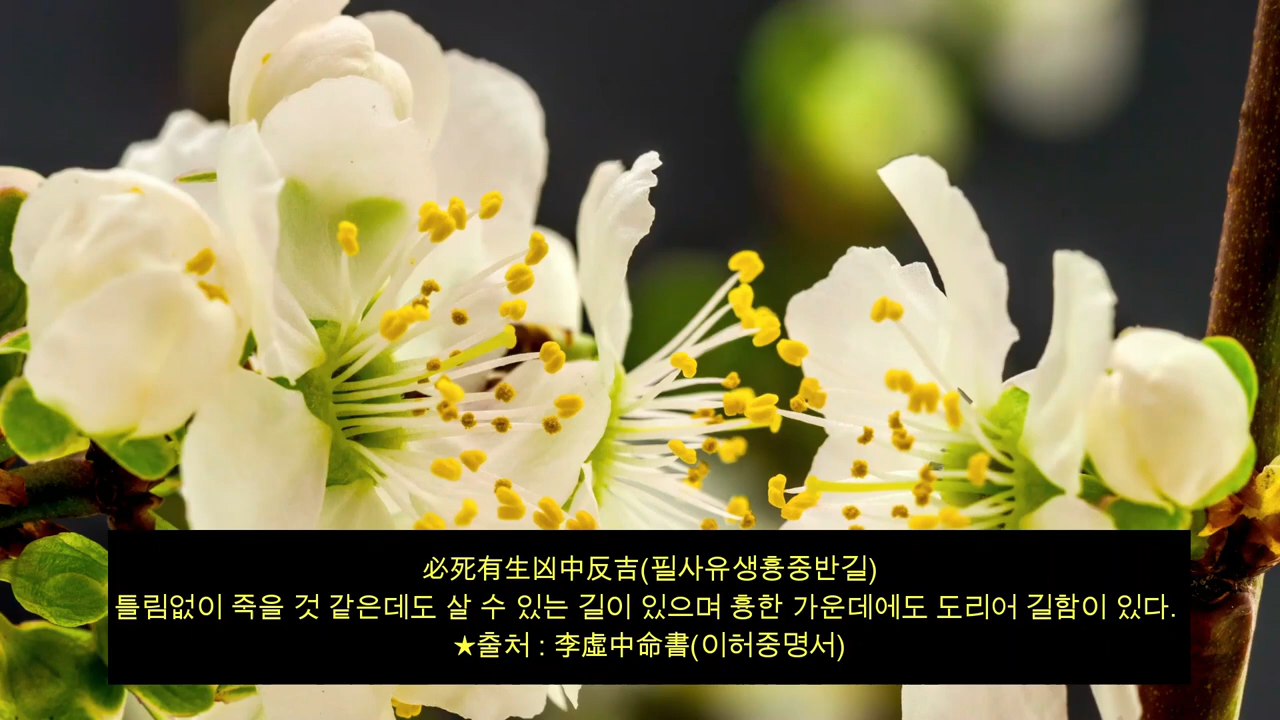 必死有生凶中反吉(필사유생흉중반길)
틀림없이 죽을 것 같은데도 살 수 있는 길이 있으며 흉한 가운데에도 도리어 길함이 있다.
★출처 : 李虛中命書(이허중명서)